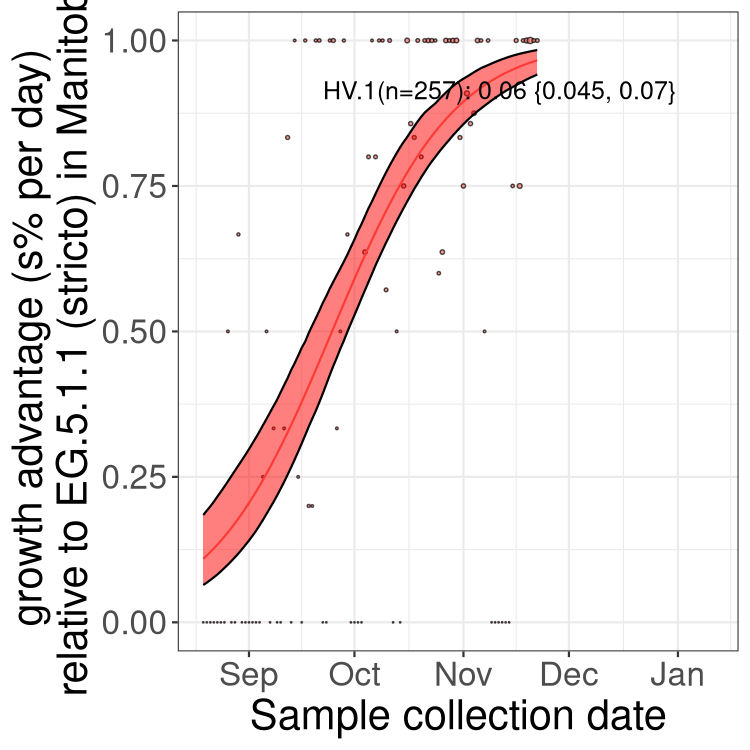 growth advantage (s% per day)
relative to EG.5.1.1 (stricto) in Manitob
1.00
0.75
0.50
0.25
0.00
HV.1(n=257): 0.06 {0.045, 0.07}
Sep Oct Nov Dec Jan
Sample collection date